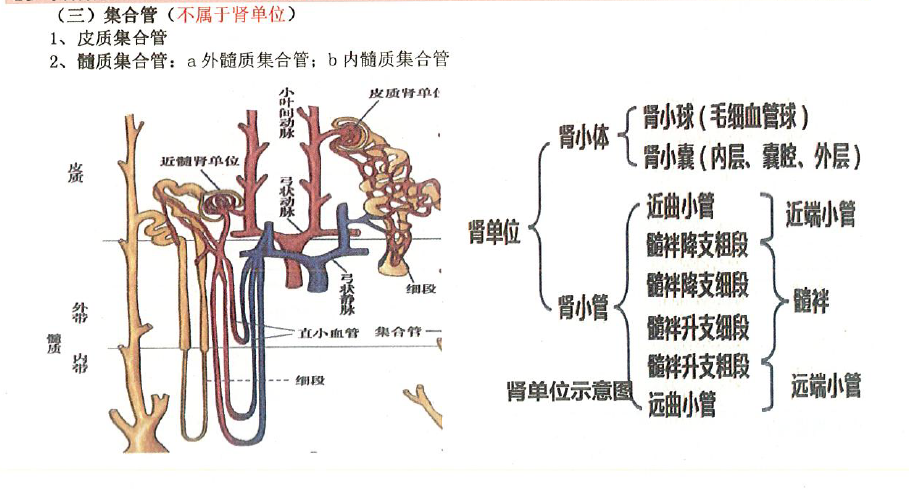 （三）集合管（不属于肾单位）
1、皮质集合管
2、髓质集合管：a 外髓质集合管；b 内髓质集合管
小叶间动脉
皮质肾单
近髓肾单位
皮质
弓状动脉
细段
弓状静脉
外带
髓质
内带
直小血管
集合管
细段
肾单位
肾小体
肾小球（毛细血管球）
肾小囊（内层、囊腔、外层）
肾小管
近曲小管
髓袢降支粗段
髓袢降支细段
髓袢升支细段
髓袢升支粗段
远曲小管
近端小管
髓袢
远端小管
肾单位示意图